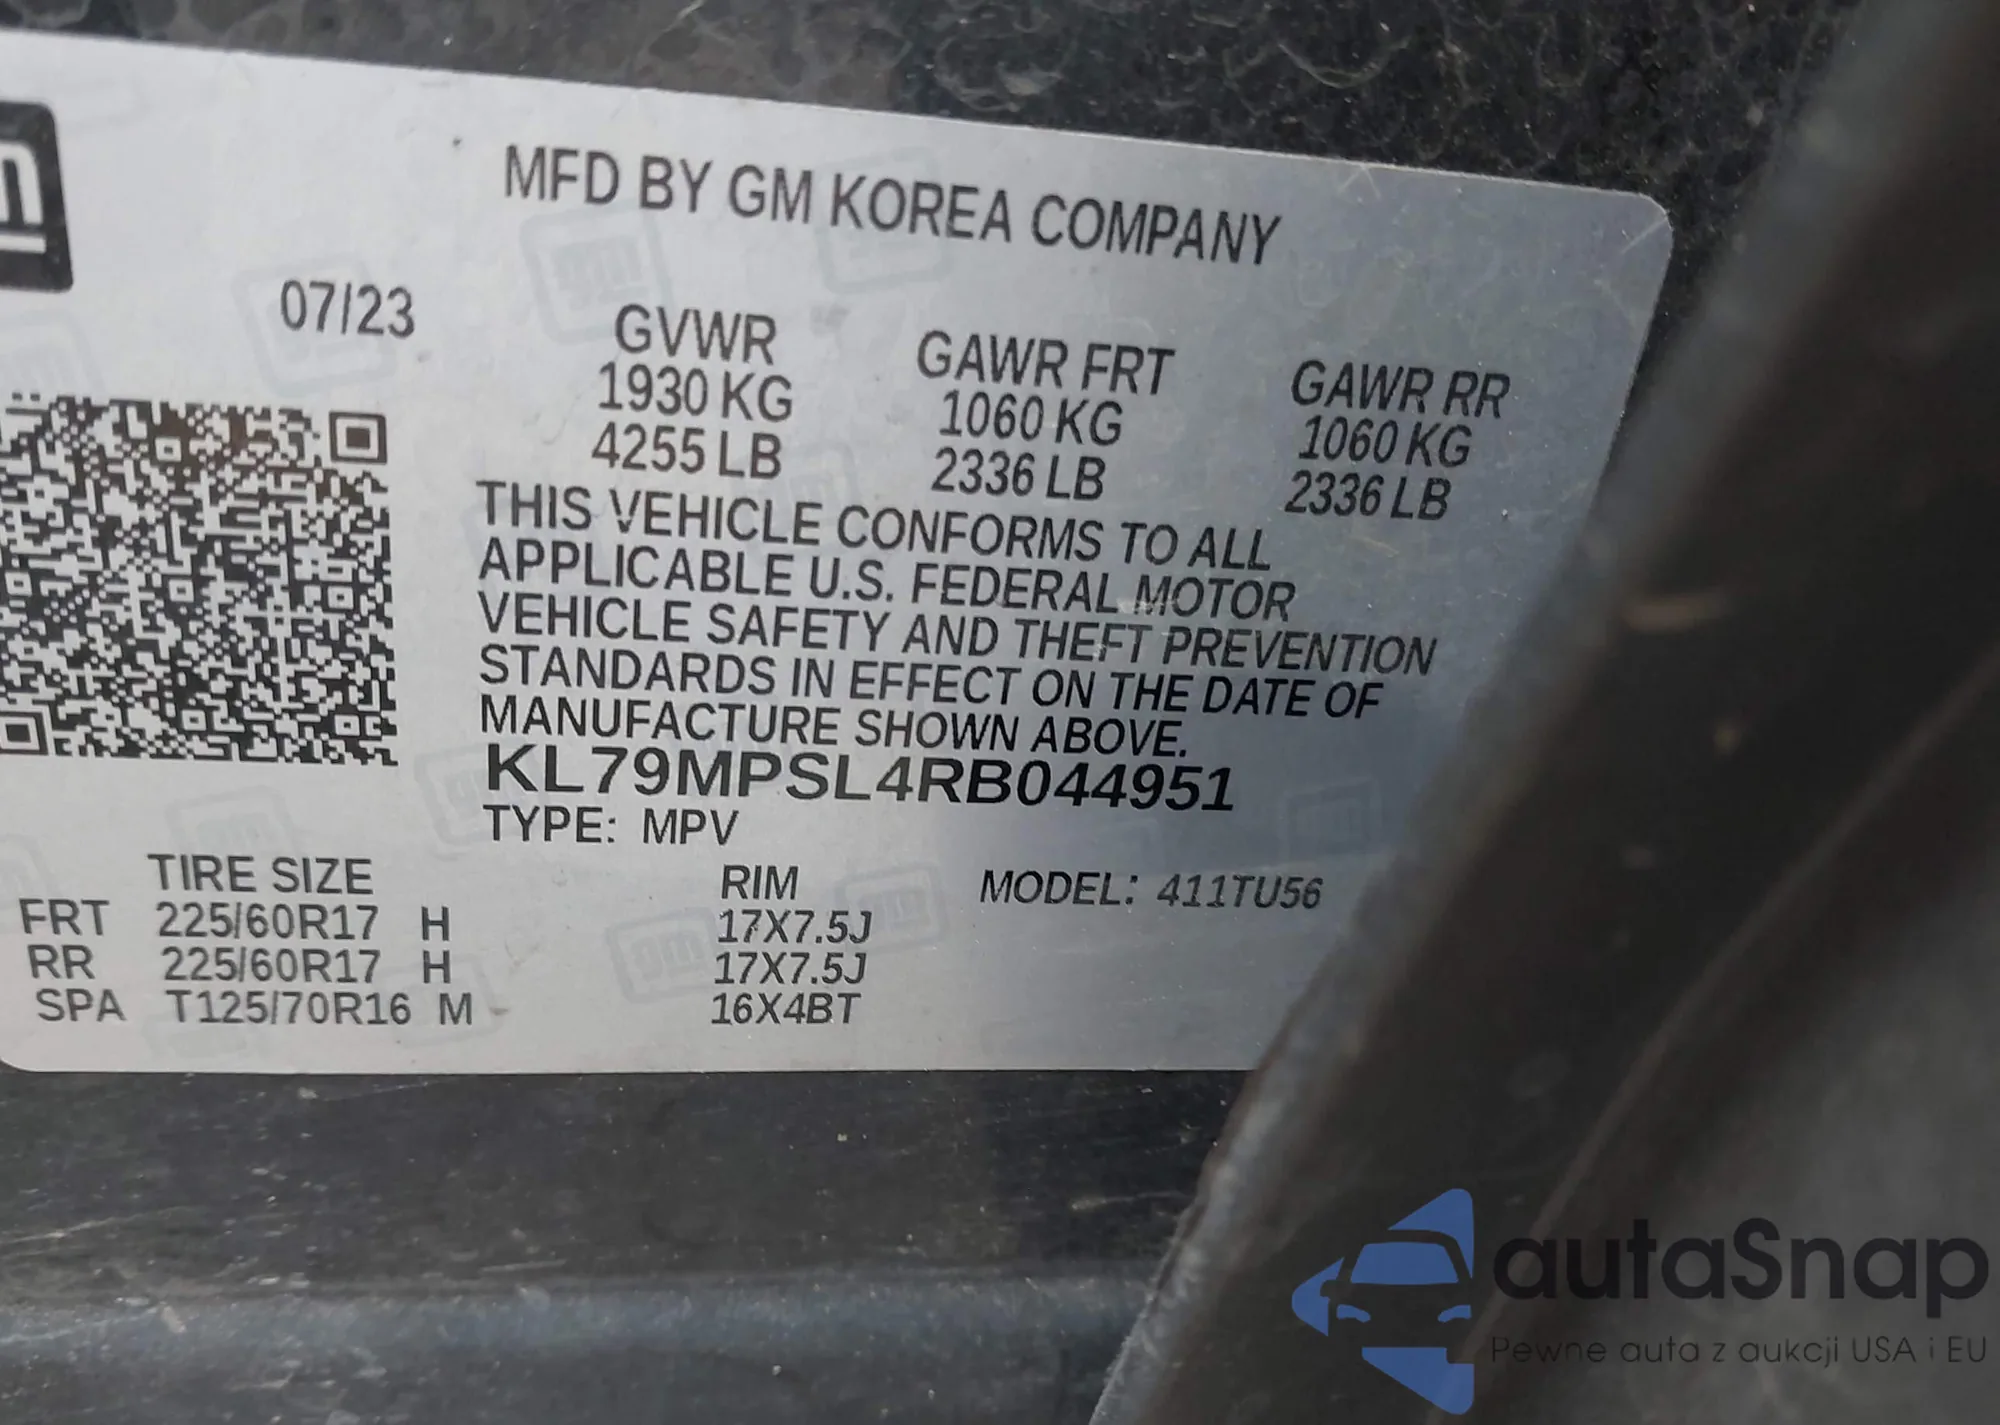 MFD BY GM KOREA COMPANY
07/23
GVWR GAWR FRT GAWR RR
1930 KG 1060 KG 1060 KG
4255 LB 2336 LB 2336 LB
THIS VEHICLE CONFORMS TO ALL
APPLICABLE U.S. FEDERAL MOTOR
VEHICLE SAFETY AND THEFT PREVENTION
STANDARDS IN EFFECT ON THE DATE OF
MANUFACTURE SHOWN ABOVE.
KL79MPSL4RB044951
TYPE: MPV
TIRE SIZE RIM MODEL: 411TU56
FRT 225/60R17 H 17X7.5J
RR 225/60R17 H 17X7.5J
SPA T125/70R16 M 16X4BT
autaSnap
Pewne auta z aukcji USA i EU